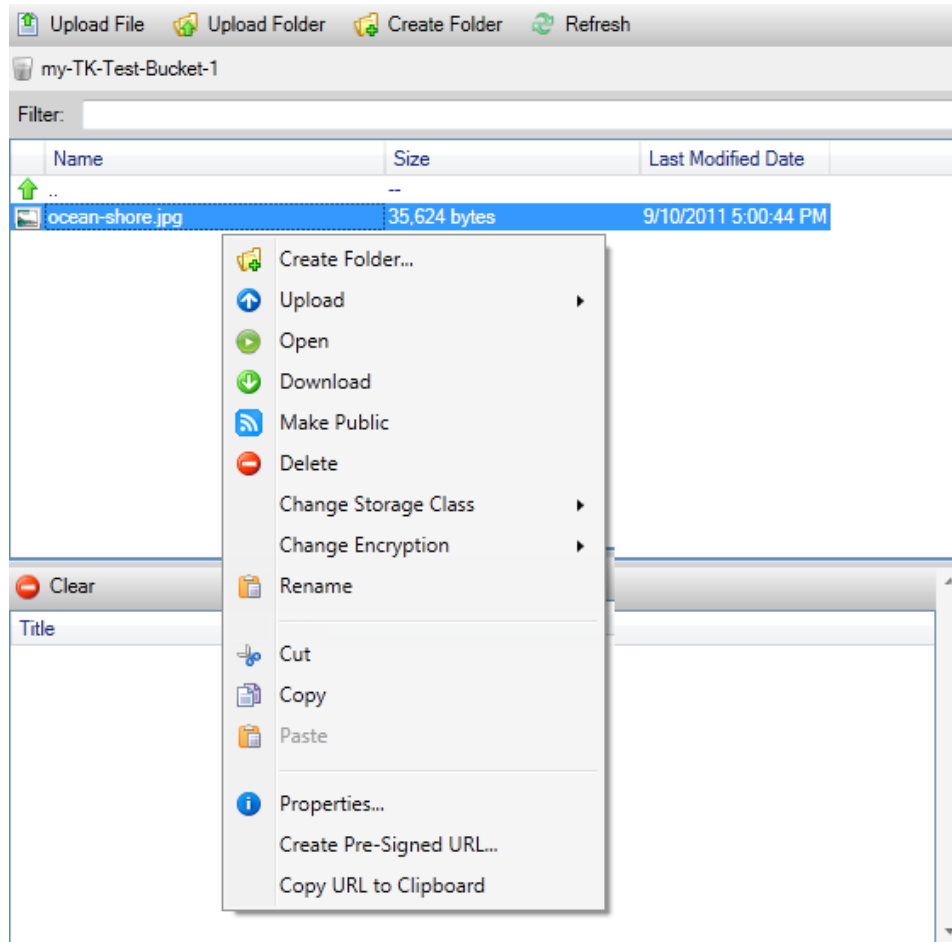 Upload File Upload Folder Create Folder Refresh
my-TK-Test-Bucket-1
Filter:
Name Size Last Modified Date
.. --
ocean-shore.jpg 35,624 bytes 9/10/2011 5:00:44 PM
Create Folder...
Upload
Open
Download
Make Public
Delete
Change Storage Class
Change Encryption
Rename
Cut
Copy
Paste
Properties...
Create Pre-Signed URL...
Copy URL to Clipboard
Clear
Title